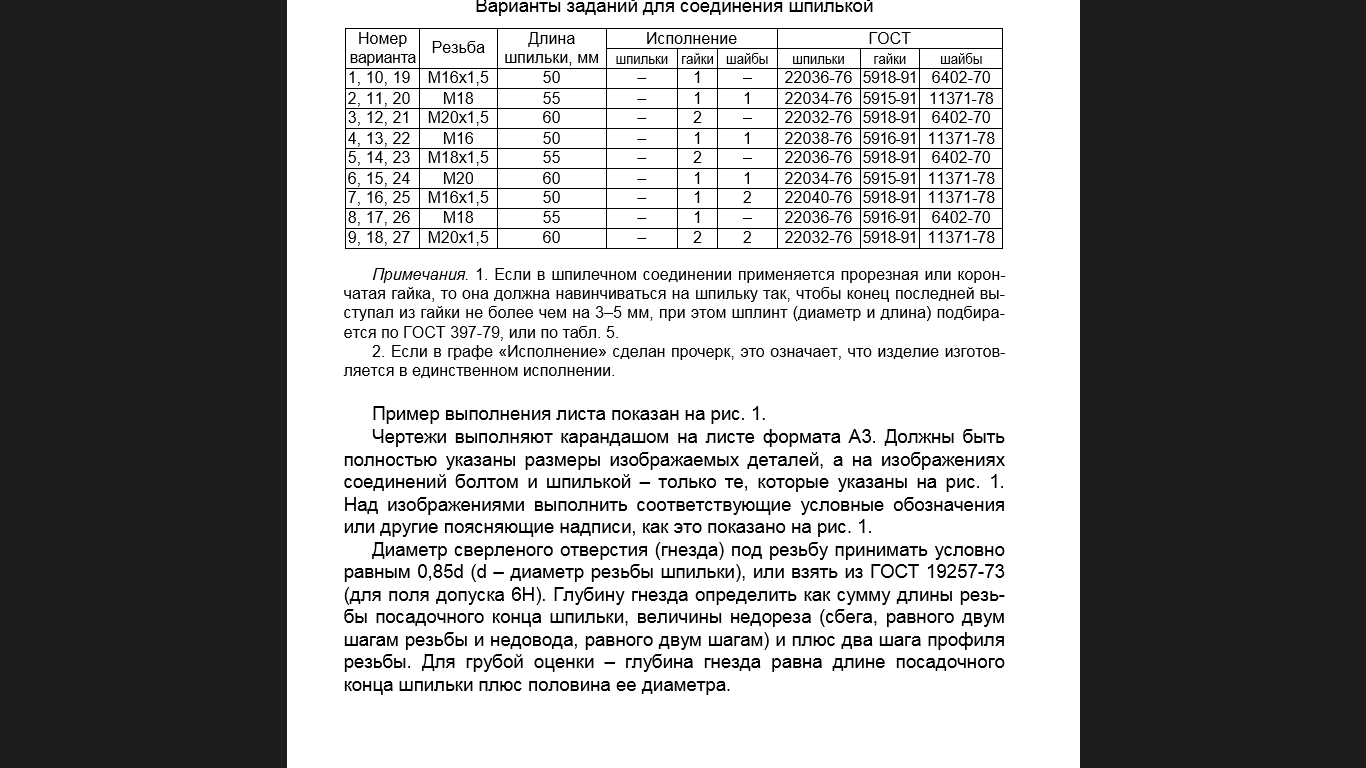 Варианты заданий для соединения шпилькой
Номер варианта Резьба Длина шпильки, мм Исполнение ГОСТ
шпильки гайки шайбы шпильки гайки шайбы
1, 10, 19 М16х1,5 50 – 1 – 22036-76 5918-91 6402-70
2, 11, 20 М18 55 – 1 1 22034-76 5915-91 11371-78
3, 12, 21 М20х1,5 60 – 2 – 22032-76 5918-91 6402-70
4, 13, 22 М16 50 – 1 1 22038-76 5916-91 11371-78
5, 14, 23 М18х1,5 55 – 2 – 22036-76 5918-91 6402-70
6, 15, 24 М20 60 – 1 1 22034-76 5915-91 11371-78
7, 16, 25 М16х1,5 50 – 1 2 22040-76 5918-91 11371-78
8, 17, 26 М18 55 – 1 – 22036-76 5916-91 6402-70
9, 18, 27 М20х1,5 60 – 2 2 22032-76 5918-91 11371-78
Примечания. 1. Если в шпилечном соединении применяется прорезная или корон-
чатая гайка, то она должна навинчиваться на шпильку так, чтобы конец последней вы-
ступал из гайки не более чем на 3–5 мм, при этом шплинт (диаметр и длина) подбира-
ется по ГОСТ 397-79, или по табл. 5.
2. Если в графе «Исполнение» сделан прочерк, это означает, что изделие изготов-
ляется в единственном исполнении.
Пример выполнения листа показан на рис. 1.
Чертежи выполняют карандашом на листе формата А3. Должны быть
полностью указаны размеры изображаемых деталей, а на изображениях
соединений болтом и шпилькой – только те, которые указаны на рис. 1.
Над изображениями выполнить соответствующие условные обозначения
или другие поясняющие надписи, как это показано на рис. 1.
Диаметр сверленого отверстия (гнезда) под резьбу принимать условно
равным 0,85d (d – диаметр резьбы шпильки), или взять из ГОСТ 19257-73
(для поля допуска 6Н). Глубину гнезда определить как сумму длины резь-
бы посадочного конца шпильки, величины недореза (сбега, равного двум
шагам резьбы и недовода, равного двум шагам) и плюс два шага профиля
резьбы. Для грубой оценки – глубина гнезда равна длине посадочного
конца шпильки плюс половина ее диаметра.